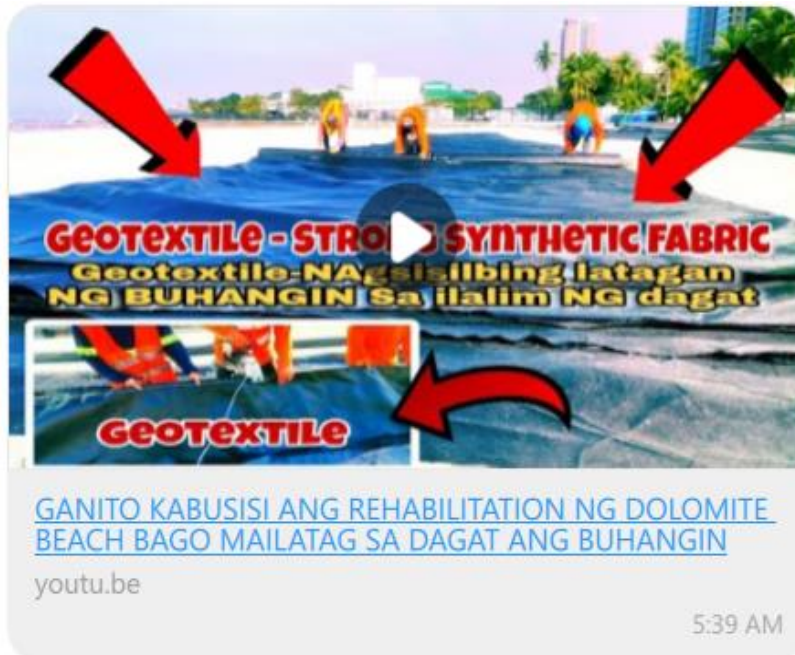 GEOTEXTILE - STRONG SYNTHETIC FABRIC
Geotextile-NAgsisilbing latagan
NG BUHANGIN Sa ilalim NG dagat
GEOTEXTILE
GANITO KABUSISI ANG REHABILITATION NG DOLOMITE
BEACH BAGO MAILATAG SA DAGAT ANG BUHANGIN
youtu.be
5:39 AM